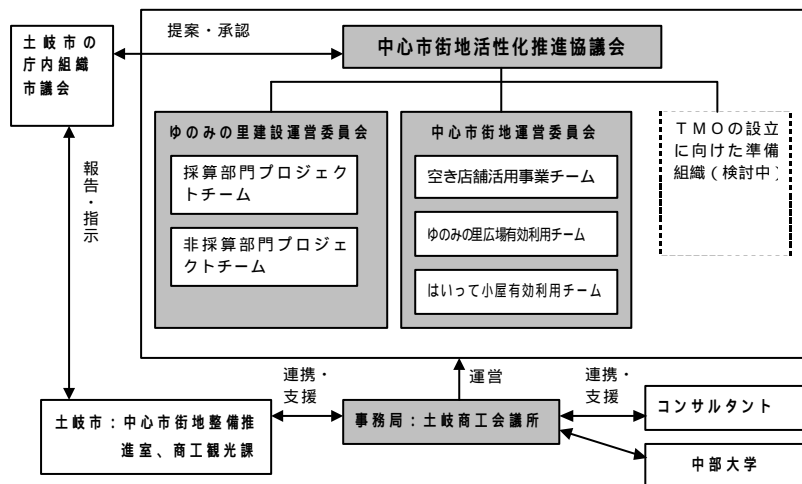 土岐市の
庁内組織
市議会
提案・承認
中心市街地活性化推進協議会
ゆのみの里建設運営委員会
採算部門プロジェク
トチーム
非採算部門プロジェ
クトチーム
中心市街地運営委員会
空き店舗活用事業チーム
ゆのみの里広場有効利用チーム
はいって小屋有効利用チーム
TMOの設立
に向けた準備
組織(検討中)
報告・指示
土岐市:中心市街地整備推
進室、商工観光課
連携・
支援
運営
事務局:土岐商工会議所
連携・
支援
コンサルタント
中部大学